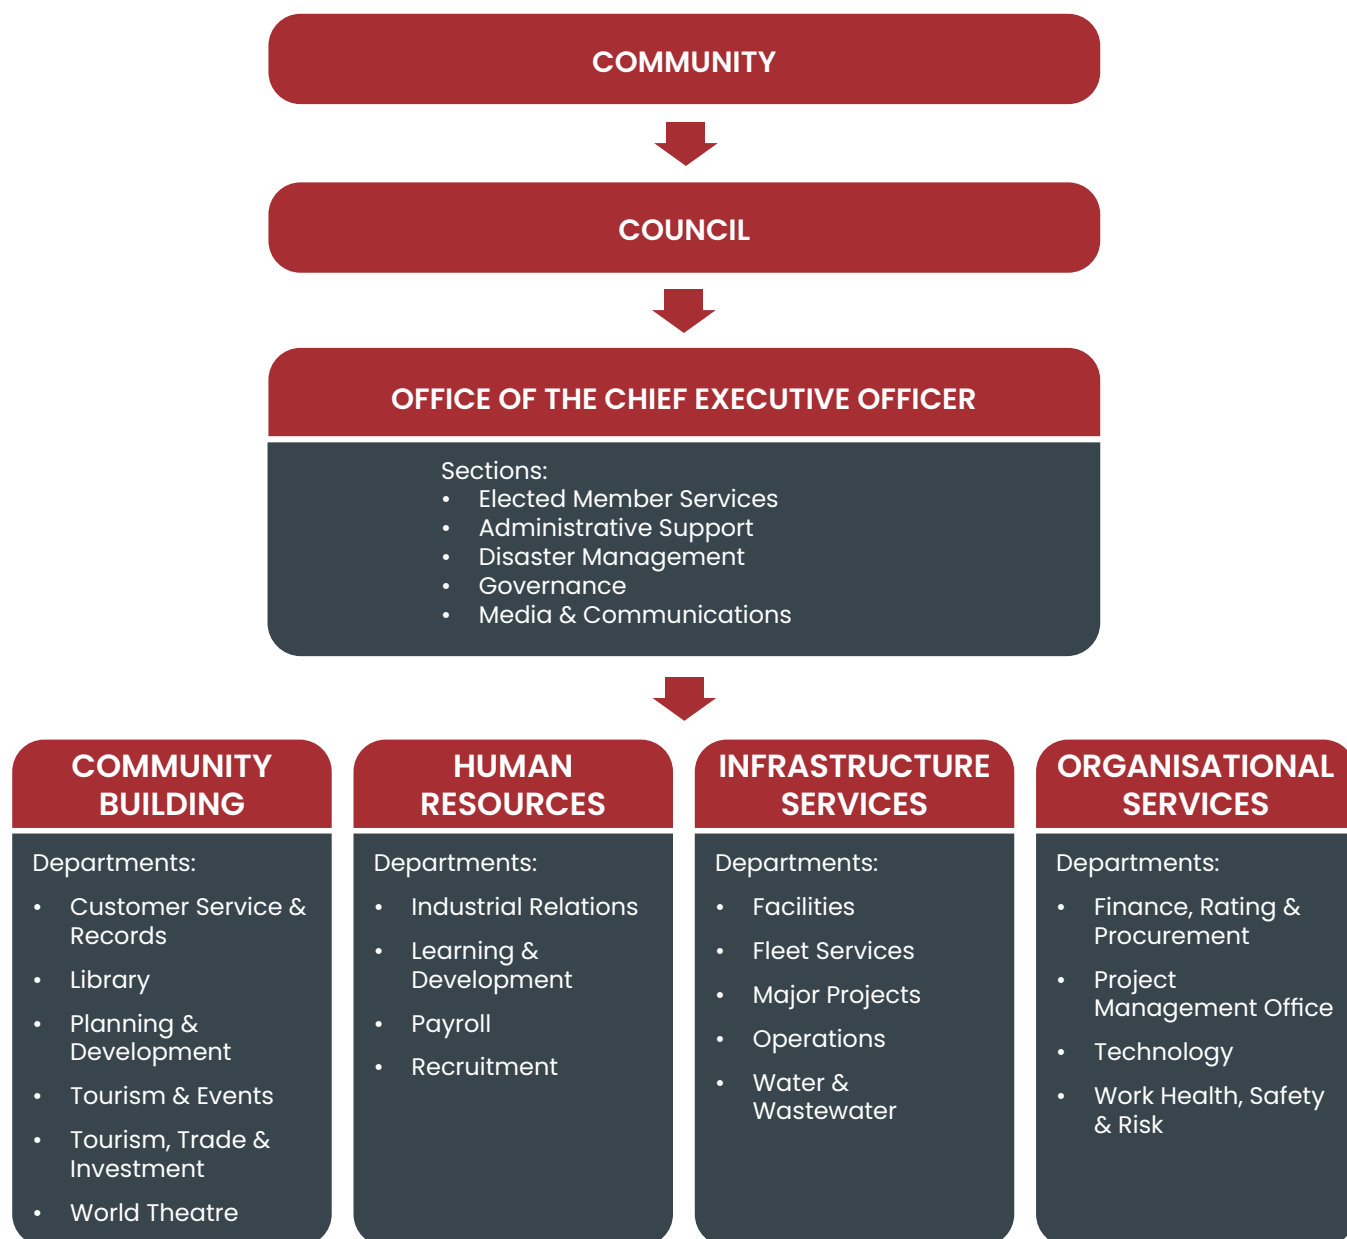 COMMUNITY
COUNCIL
OFFICE OF THE CHIEF EXECUTIVE OFFICER
Sections:
• Elected Member Services
• Administrative Support
• Disaster Management
• Governance
• Media & Communications
COMMUNITY
BUILDING
Departments:
• Customer Service &
Records
• Library
• Planning &
Development
• Tourism & Events
• Tourism, Trade &
Investment
• World Theatre
HUMAN
RESOURCES
Departments:
• Industrial Relations
• Learning &
Development
• Payroll
• Recruitment
INFRASTRUCTURE
SERVICES
Departments:
• Facilities
• Fleet Services
• Major Projects
• Operations
• Water &
Wastewater
ORGANISATIONAL
SERVICES
Departments:
• Finance, Rating &
Procurement
• Project
Management Office
• Technology
• Work Health, Safety
& Risk